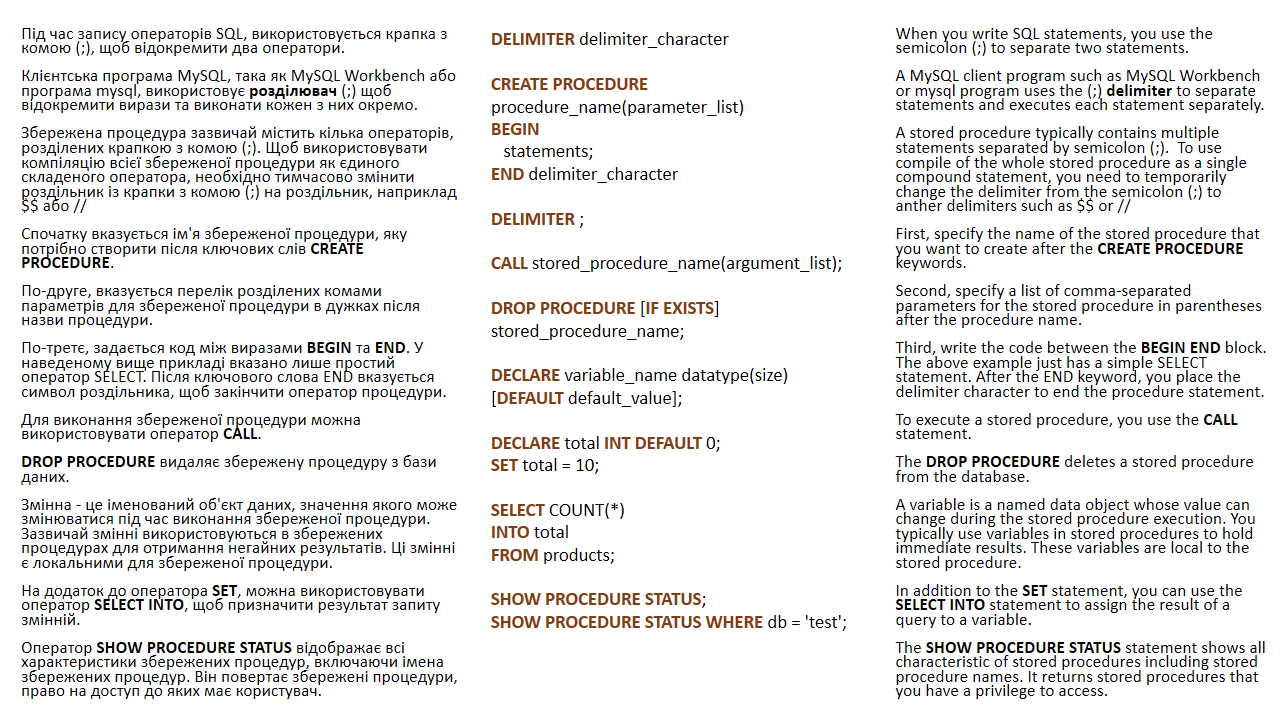 Під час запису операторів SQL, використовується крапка з
комою (;), щоб відокремити два оператори.
Клієнтська програма MySQL, така як MySQL Workbench або
програма mysql, використовує розділювач (;) щоб
відокремити вирази та виконати кожен з них окремо.
Збережена процедура зазвичай містить кілька операторів,
розділених крапкою з комою (;). Щоб використовувати
компіляцію всієї збереженої процедури як єдиного
складеного оператора, необхідно тимчасово змінити
роздільник із крапки з комою (;) на роздільник, наприклад
$$ або //
Спочатку вказується ім'я збереженої процедури, яку
потрібно створити після ключових слів CREATE
PROCEDURE.
По-друге, вказується перелік розділених комами
параметрів для збереженої процедури в дужках після
назви процедури.
По-третє, задається код між виразами BEGIN та END. У
наведеному вище прикладі вказано лише простий
оператор SELECT. Після ключового слова END вказується
символ роздільника, щоб закінчити оператор процедури.
Для виконання збереженої процедури можна
використовувати оператор CALL.
DROP PROCEDURE видаляє збережену процедуру з бази
даних.
Змінна - це іменований об'єкт даних, значення якого може
змінюватися під час виконання збереженої процедури.
Зазвичай змінні використовуються в збережених
процедурах для отримання негайних результатів. Ці змінні
є локальними для збереженої процедури.
На додаток до оператора SET, можна використовувати
оператор SELECT INTO, щоб призначити результат запиту
змінній.
Оператор SHOW PROCEDURE STATUS відображає всі
характеристики збережених процедур, включаючи імена
збережених процедур. Він повертає збережені процедури,
право на доступ до яких має користувач.
DELIMITER delimiter_character
CREATE PROCEDURE
procedure_name(parameter_list)
BEGIN
statements;
END delimiter_character
DELIMITER ;
CALL stored_procedure_name(argument_list);
DROP PROCEDURE [IF EXISTS]
stored_procedure_name;
DECLARE variable_name datatype(size)
[DEFAULT default_value];
DECLARE total INT DEFAULT 0;
SET total = 10;
SELECT COUNT(*)
INTO total
FROM products;
SHOW PROCEDURE STATUS;
SHOW PROCEDURE STATUS WHERE db = 'test';
When you write SQL statements, you use the
semicolon (;) to separate two statements.
A MySQL client program such as MySQL Workbench
or mysql program uses the (;) delimiter to separate
statements and executes each statement separately.
A stored procedure typically contains multiple
statements separated by semicolon (;).  To use
compile of the whole stored procedure as a single
compound statement, you need to temporarily
change the delimiter from the semicolon (;) to
anther delimiters such as $$ or //
First, specify the name of the stored procedure that
you want to create after the CREATE PROCEDURE
keywords.
Second, specify a list of comma-separated
parameters for the stored procedure in parentheses
after the procedure name.
Third, write the code between the BEGIN END block.
The above example just has a simple SELECT
statement. After the END keyword, you place the
delimiter character to end the procedure statement.
To execute a stored procedure, you use the CALL
statement.
The DROP PROCEDURE deletes a stored procedure
from the database.
A variable is a named data object whose value can
change during the stored procedure execution. You
typically use variables in stored procedures to hold
immediate results. These variables are local to the
stored procedure.
In addition to the SET statement, you can use the
SELECT INTO statement to assign the result of a
query to a variable.
The SHOW PROCEDURE STATUS statement shows all
characteristic of stored procedures including stored
procedure names. It returns stored procedures that
you have a privilege to access.